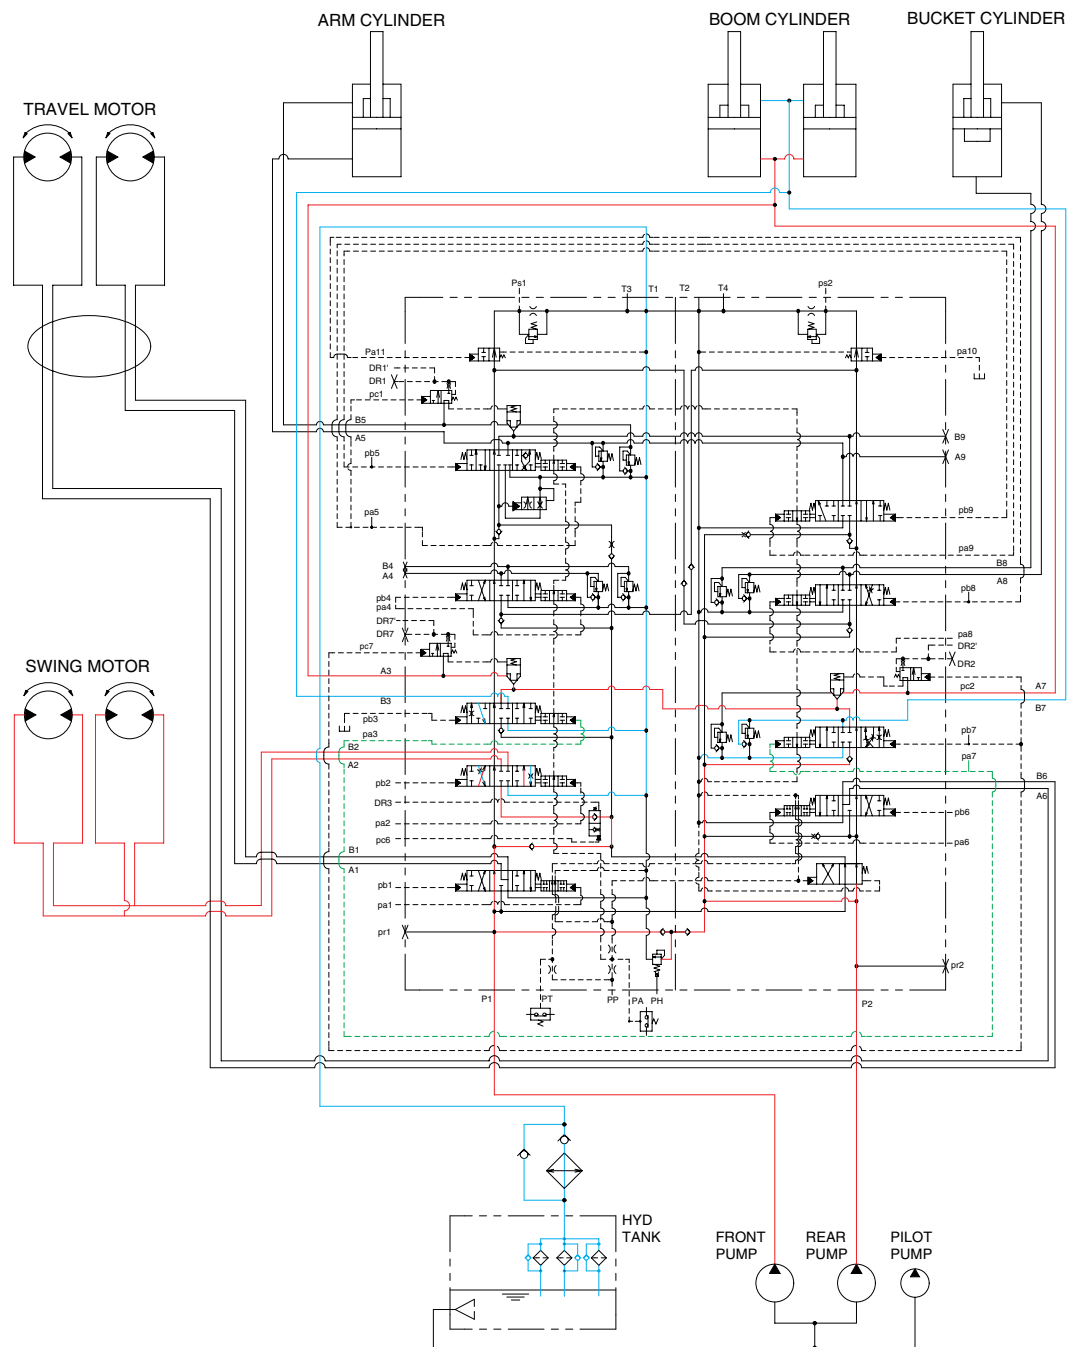 ARM CYLINDER
BOOM CYLINDER
BUCKET CYLINDER
TRAVEL MOTOR
Ps1
T3
T1
T2
T4
ps2
Pa11
pa10
DR1'
DR1
pc1
B5
A5
B9
A9
pb5
pa5
pb9
pa9
B4
A4
B8
A8
pb4
pa4
pb8
DR7'
DR7
pa8
DR2'
DR2
pc7
SWING MOTOR
A3
pc2
A7
B3
B7
pb3
pa3
pb7
pa7
B2
A2
pb2
B6
A6
DR3
pa2
pb6
pc6
pa6
B1
A1
pb1
pa1
pr1
pr2
P1
PT
PP
PA
PH
P2
HYD
TANK
FRONT
PUMP
REAR
PUMP
PILOT
PUMP